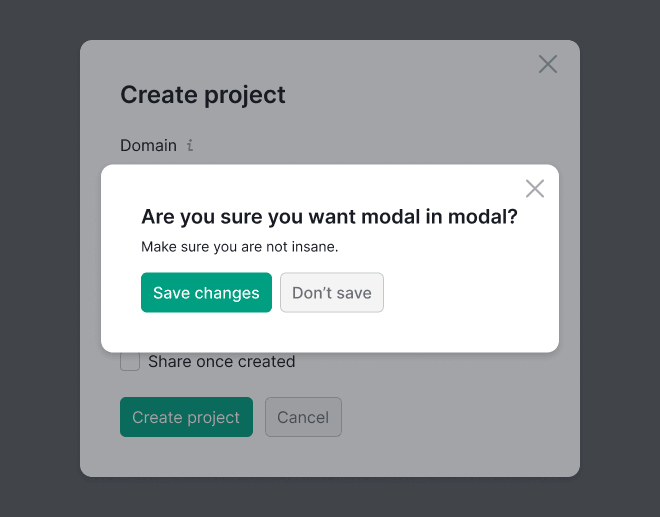 Create project
Domain i
Are you sure you want modal in modal?
Make sure you are not insane.
Save changes
Don’t save
Share once created
Create project
Cancel